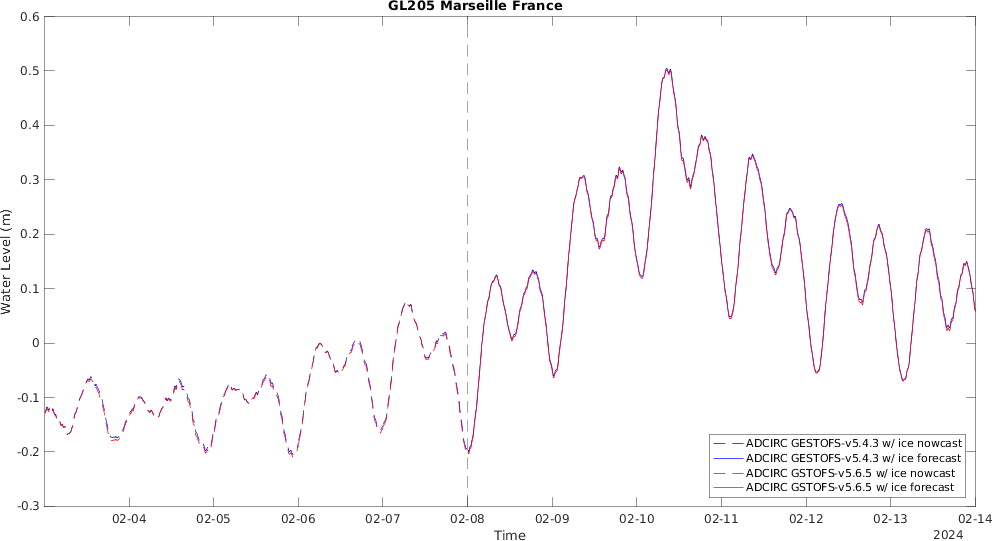 GL205 Marseille France
0.6
0.5
0.4
0.3
0.2
0.1
0
-0.1
-0.2
-0.3
Water Level (m)
ADCIRC GESTOFS-v5.4.3 w/ ice nowcast
ADCIRC GESTOFS-v5.4.3 w/ ice forecast
ADCIRC GSTOFS-v5.6.5 w/ ice nowcast
ADCIRC GSTOFS-v5.6.5 w/ ice forecast
02-04 02-05 02-06 02-07 02-08 02-09 02-10 02-11 02-12 02-13 02-14
Time
2024